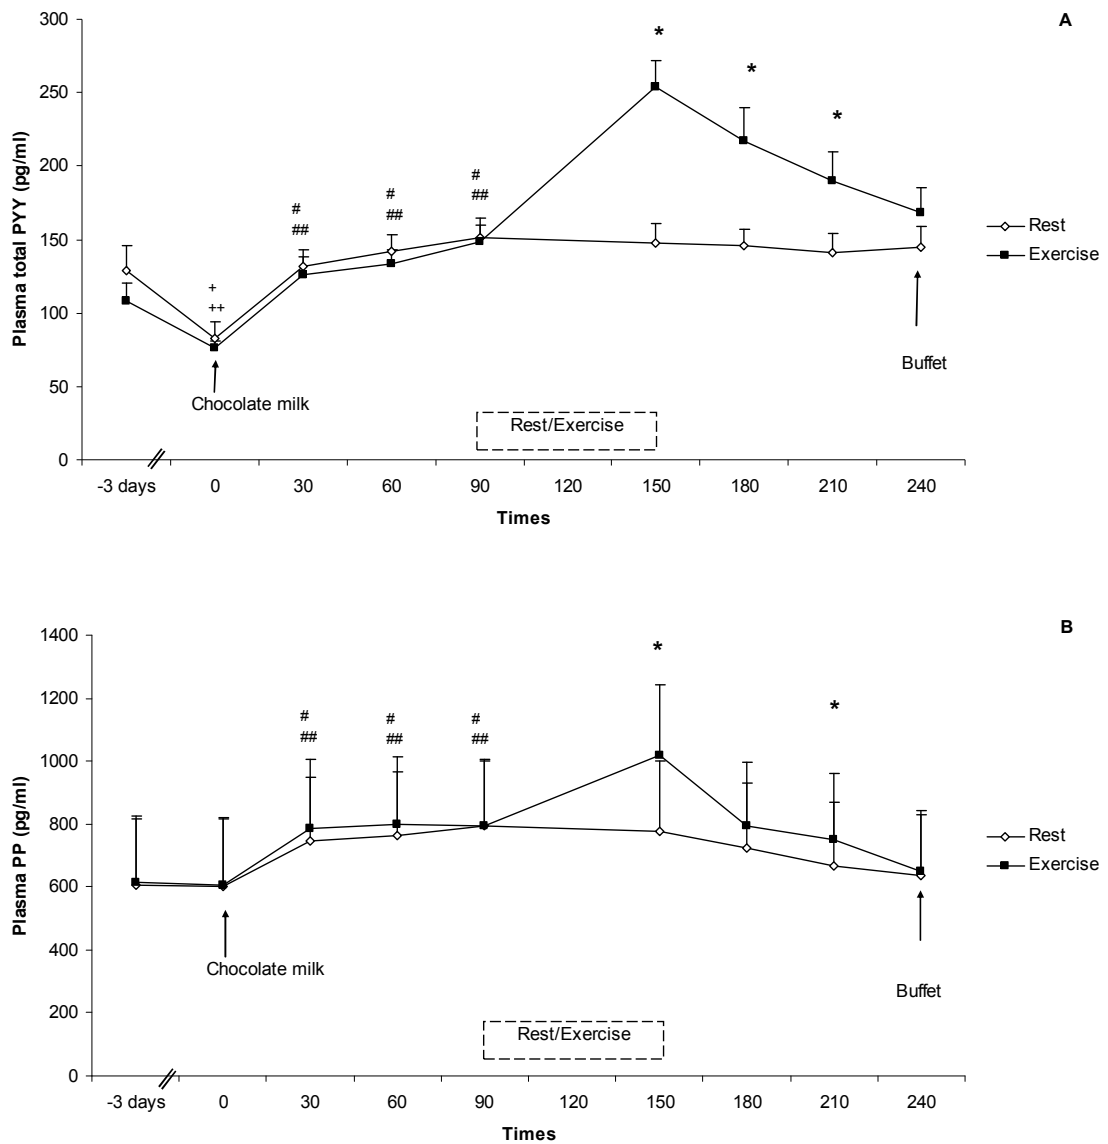 A
300
250
200
150
100
50
0
Plasma total PYY (pg/ml)
*
*
*
#
##
#
##
#
##
+
++
Rest
Exercise
Chocolate milk
Buffet
Rest/Exercise
-3 days 0 30 60 90 120 150 180 210 240
Times
B
1400
1200
1000
800
600
400
200
0
Plasma PP (pg/ml)
*
*
#
##
#
##
#
##
Rest
Exercise
Chocolate milk
Buffet
Rest/Exercise
-3 days 0 30 60 90 120 150 180 210 240
Times